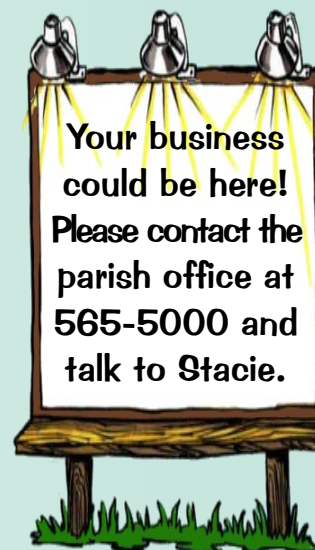 Your business
could be here!
Please contact the
parish office at
565-5000 and
talk to Stacie.